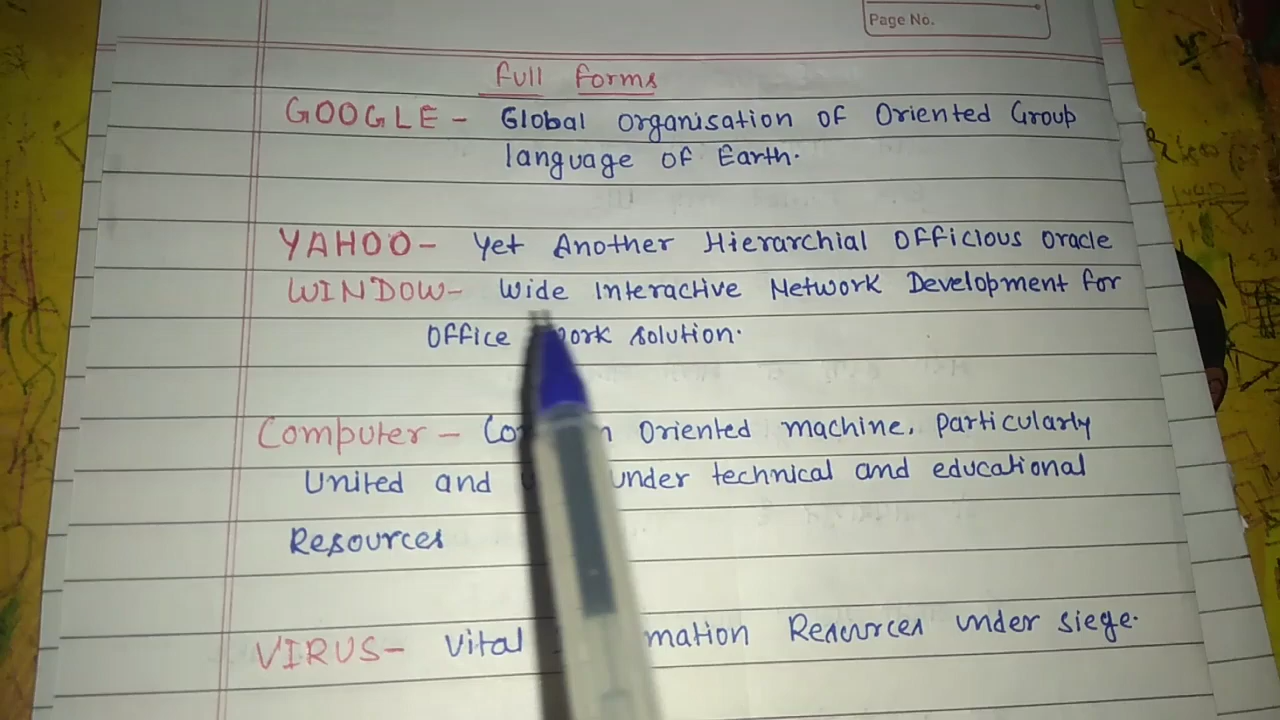 Page No.
Full Forms
GOOGLE - Global organisation of Oriented Group
language of Earth.
YAHOO - Yet Another Hierarchial Officious Oracle
WINDOW - Wide Interactive Network Development for
Office work solution.
Computer - Oriented machine, particularly
United and under technical and educational
Resources
VIRUS - Vital Resources under siege.